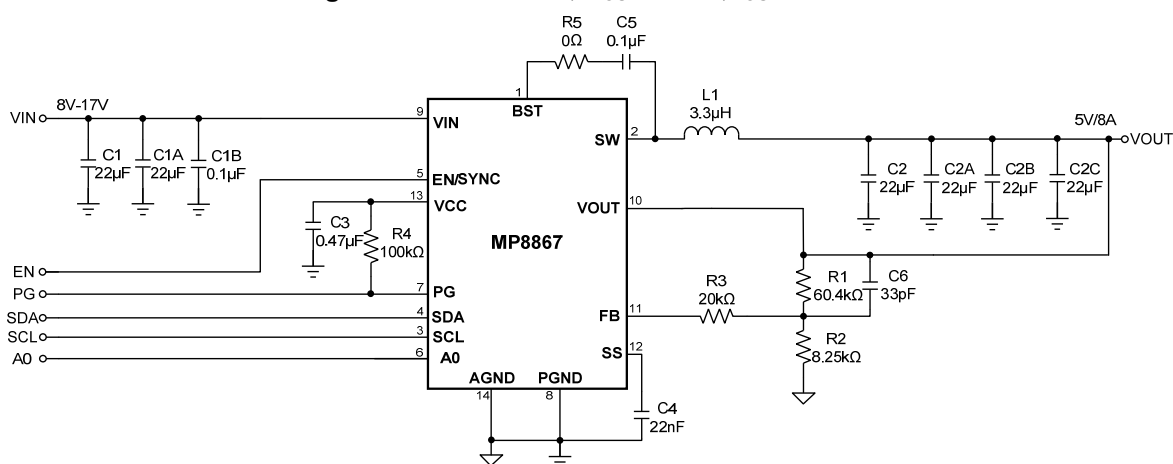 R5
0Ω
C5
0.1µF
1
BST
L1
3.3µH
VIN
8V-17V
9
VIN
SW
2
5V/8A
VOUT
C1
22µF
C1A
22µF
C1B
0.1µF
C2
22µF
C2A
22µF
C2B
22µF
C2C
22µF
5
EN/SYNC
13
VCC
VOUT
10
C3
0.47µF
R4
100kΩ
MP8867
EN
PG
7
PG
R3
20kΩ
R1
60.4kΩ
C6
33pF
SDA
4
SDA
FB
11
SCL
3
SCL
R2
8.25kΩ
A0
6
A0
SS
12
AGND
PGND
14
8
C4
22nF